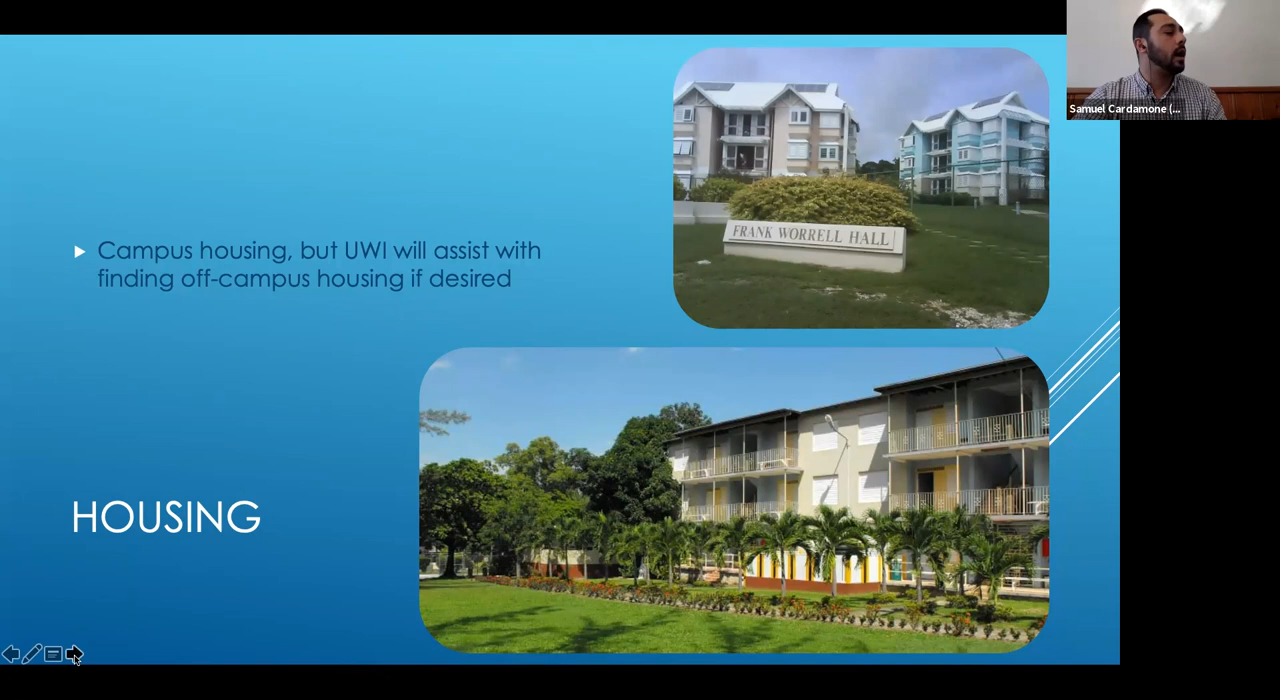 Samuel Cardamone (...
FRANK WORRELL HALL
Campus housing, but UWI will assist with
finding off-campus housing if desired
HOUSING